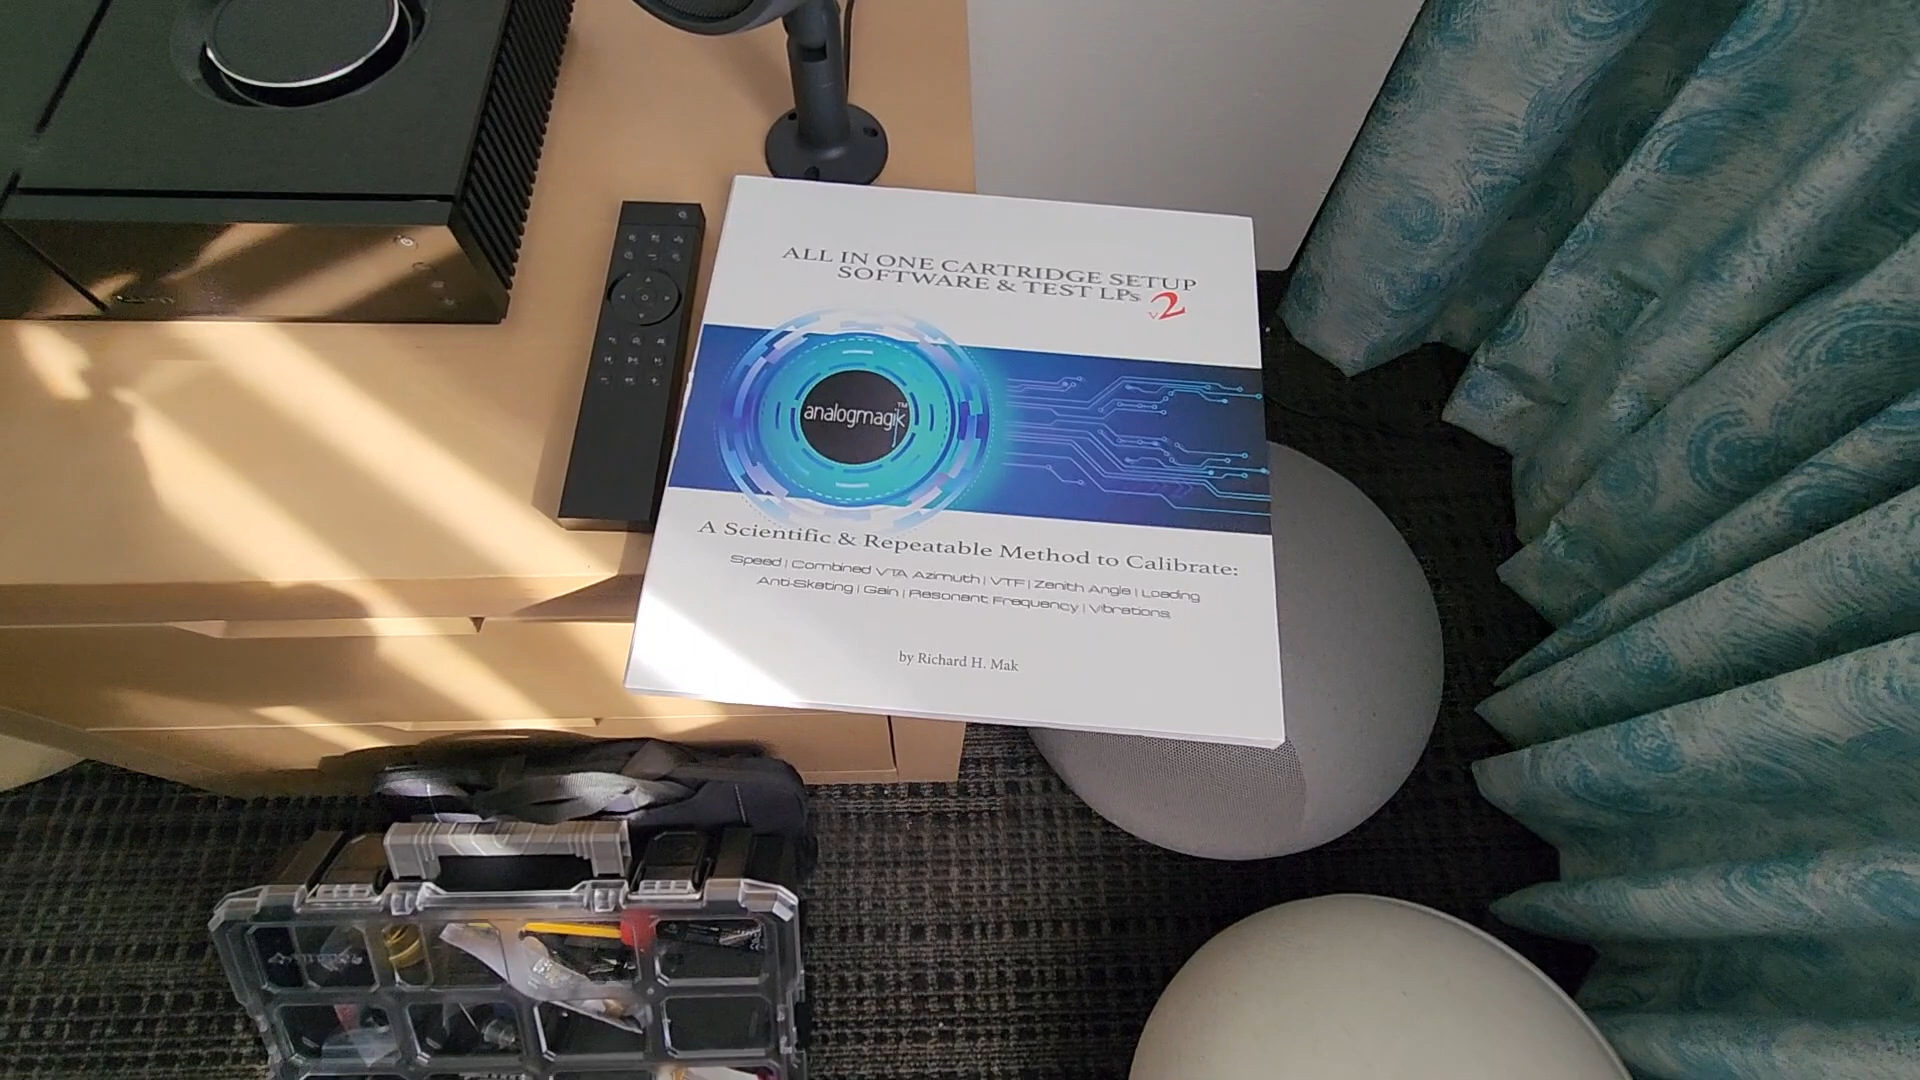 ALL IN ONE CARTRIDGE SETUP
SOFTWARE & TEST LPs v2
analogmagik™
A Scientific & Repeatable Method to Calibrate:
Speed | Combined VTA Azimuth | VTF | Zenith Angle | Loading
Anti-Skating | Gain | Resonant Frequency | Vibrations
by Richard H. Mak